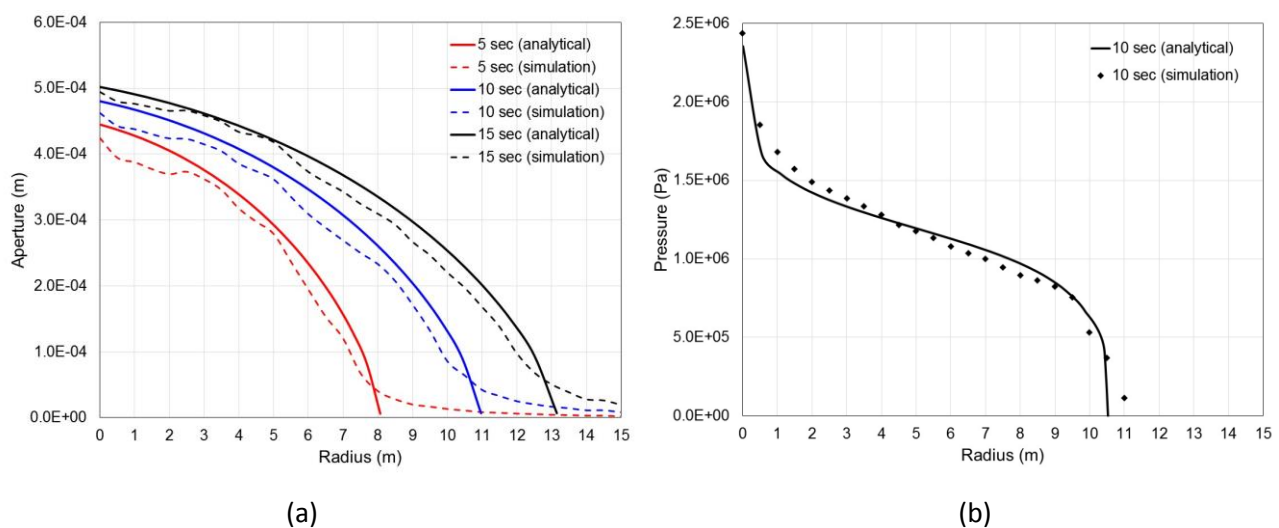 6.0E-04
5.0E-04
4.0E-04
3.0E-04
2.0E-04
1.0E-04
0.0E+00
Aperture (m)
0 1 2 3 4 5 6 7 8 9 10 11 12 13 14 15
Radius (m)
5 sec (analytical)
5 sec (simulation)
10 sec (analytical)
10 sec (simulation)
15 sec (analytical)
15 sec (simulation)
(a)
2.5E+06
2.0E+06
1.5E+06
1.0E+06
5.0E+05
0.0E+00
Pressure (Pa)
0 1 2 3 4 5 6 7 8 9 10 11 12 13 14 15
Radius (m)
10 sec (analytical)
10 sec (simulation)
(b)